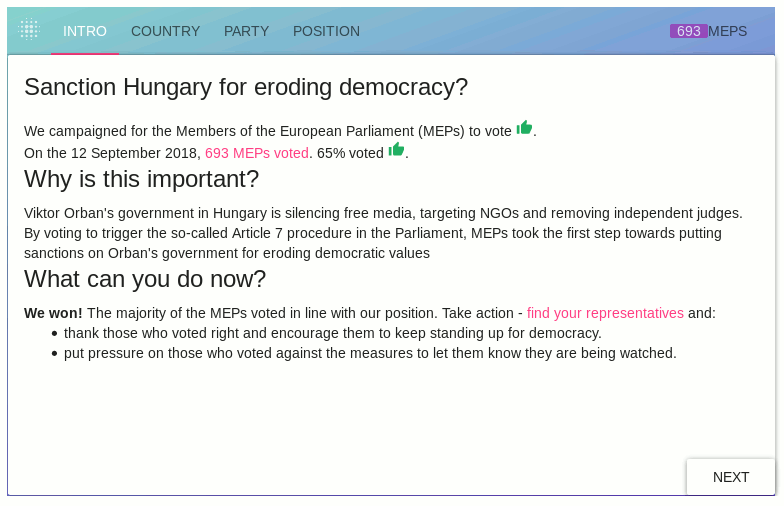 INTRO COUNTRY PARTY POSITION 693 MEPS
Sanction Hungary for eroding democracy?
We campaigned for the Members of the European Parliament (MEPs) to vote .
On the 12 September 2018, 693 MEPs voted. 65% voted .
Why is this important?
Viktor Orban's government in Hungary is silencing free media, targeting NGOs and removing independent judges.
By voting to trigger the so-called Article 7 procedure in the Parliament, MEPs took the first step towards putting
sanctions on Orban's government for eroding democratic values
What can you do now?
We won! The majority of the MEPs voted in line with our position. Take action - find your representatives and:
• thank those who voted right and encourage them to keep standing up for democracy.
• put pressure on those who voted against the measures to let them know they are being watched.
NEXT